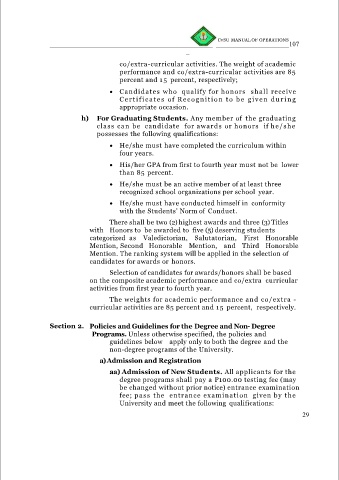 CNSU MANUAL OF OPERATIONS
107
co/extra-curricular activities. The weight of academic
performance and co/extra-curricular activities are 85
percent and 15 percent, respectively;
• Candidates who qualify for honors shall receive
Certificates of Recognition to be given during
appropriate occasion.
h) For Graduating Students. Any member of the graduating
class can be candidate for awards or honors if he/she
possesses the following qualifications:
• He/she must have completed the curriculum within
four years.
• His/her GPA from first to fourth year must not be lower
than 85 percent.
• He/she must be an active member of at least three
recognized school organizations per school year.
• He/she must have conducted himself in conformity
with the Students' Norm of Conduct.
There shall be two (2) highest awards and three (3) Titles
with Honors to be awarded to five (5) deserving students
categorized as Valedictorian, Salutatorian, First Honorable
Mention, Second Honorable Mention, and Third Honorable
Mention. The ranking system will be applied in the selection of
candidates for awards or honors.
Selection of candidates for awards/honors shall be based
on the composite academic performance and co/extra curricular
activities from first year to fourth year.
The weights for academic performance and co/extra -
curricular activities are 85 percent and 15 percent, respectively.
Section 2. Policies and Guidelines for the Degree and Non- Degree
Programs. Unless otherwise specified, the policies and
guidelines below apply only to both the degree and the
non-degree programs of the University.
a) Admission and Registration
aa) Admission of New Students. All applicants for the
degree programs shall pay a P100.00 testing fee (may
be changed without prior notice) entrance examination
fee; pass the entrance examination given by the
University and meet the following qualifications:
29